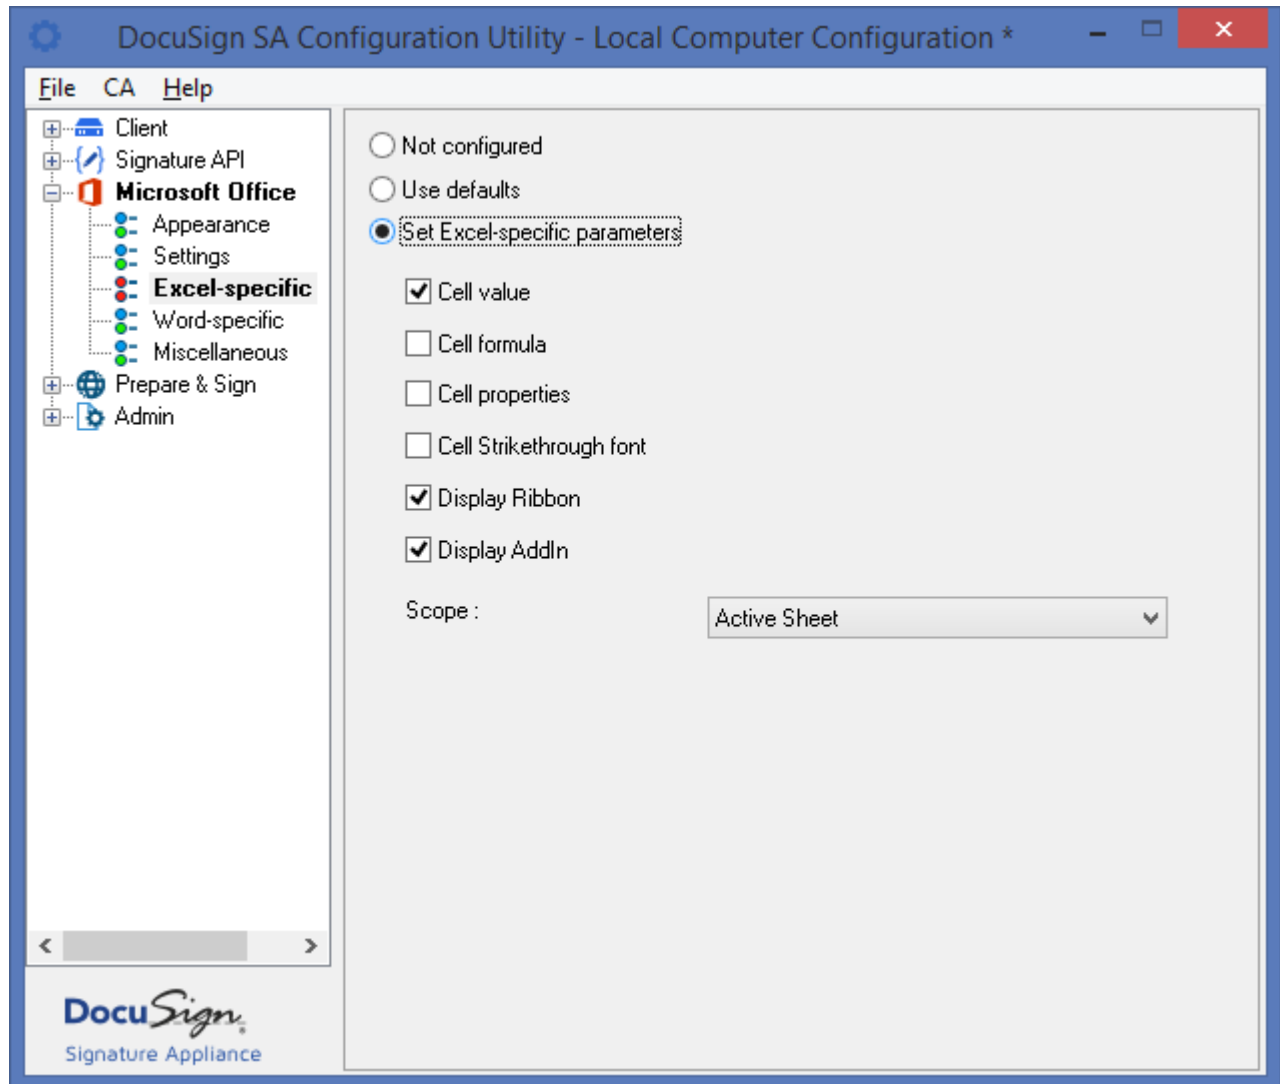 DocuSign SA Configuration Utility - Local Computer Configuration *
File CA Help
Client
Signature API
Microsoft Office
Appearance
Settings
Excel-specific
Word-specific
Miscellaneous
Prepare & Sign
Admin
DocuSign
Signature Appliance
Not configured
Use defaults
Set Excel-specific parameters
Cell value
Cell formula
Cell properties
Cell Strikethrough font
Display Ribbon
Display AddIn
Scope : Active Sheet